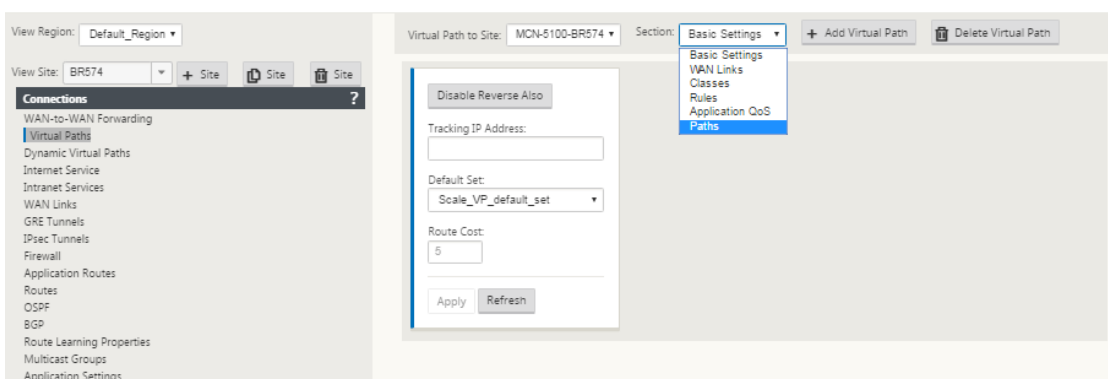 View Region: Default_Region
Virtual Path to Site: MCN-5100-BR574 Section: Basic Settings + Add Virtual Path Delete Virtual Path
View Site: BR574 + Site Site Site
Connections ?
WAN-to-WAN Forwarding
Virtual Paths
Dynamic Virtual Paths
Internet Service
Intranet Services
WAN Links
GRE Tunnels
IPsec Tunnels
Firewall
Application Routes
Routes
OSPF
BGP
Route Learning Properties
Multicast Groups
Application Settings
Basic Settings
WAN Links
Classes
Rules
Application QoS
Paths
Disable Reverse Also
Tracking IP Address:
Default Set:
Scale_VP_default_set
Route Cost:
5
Apply Refresh